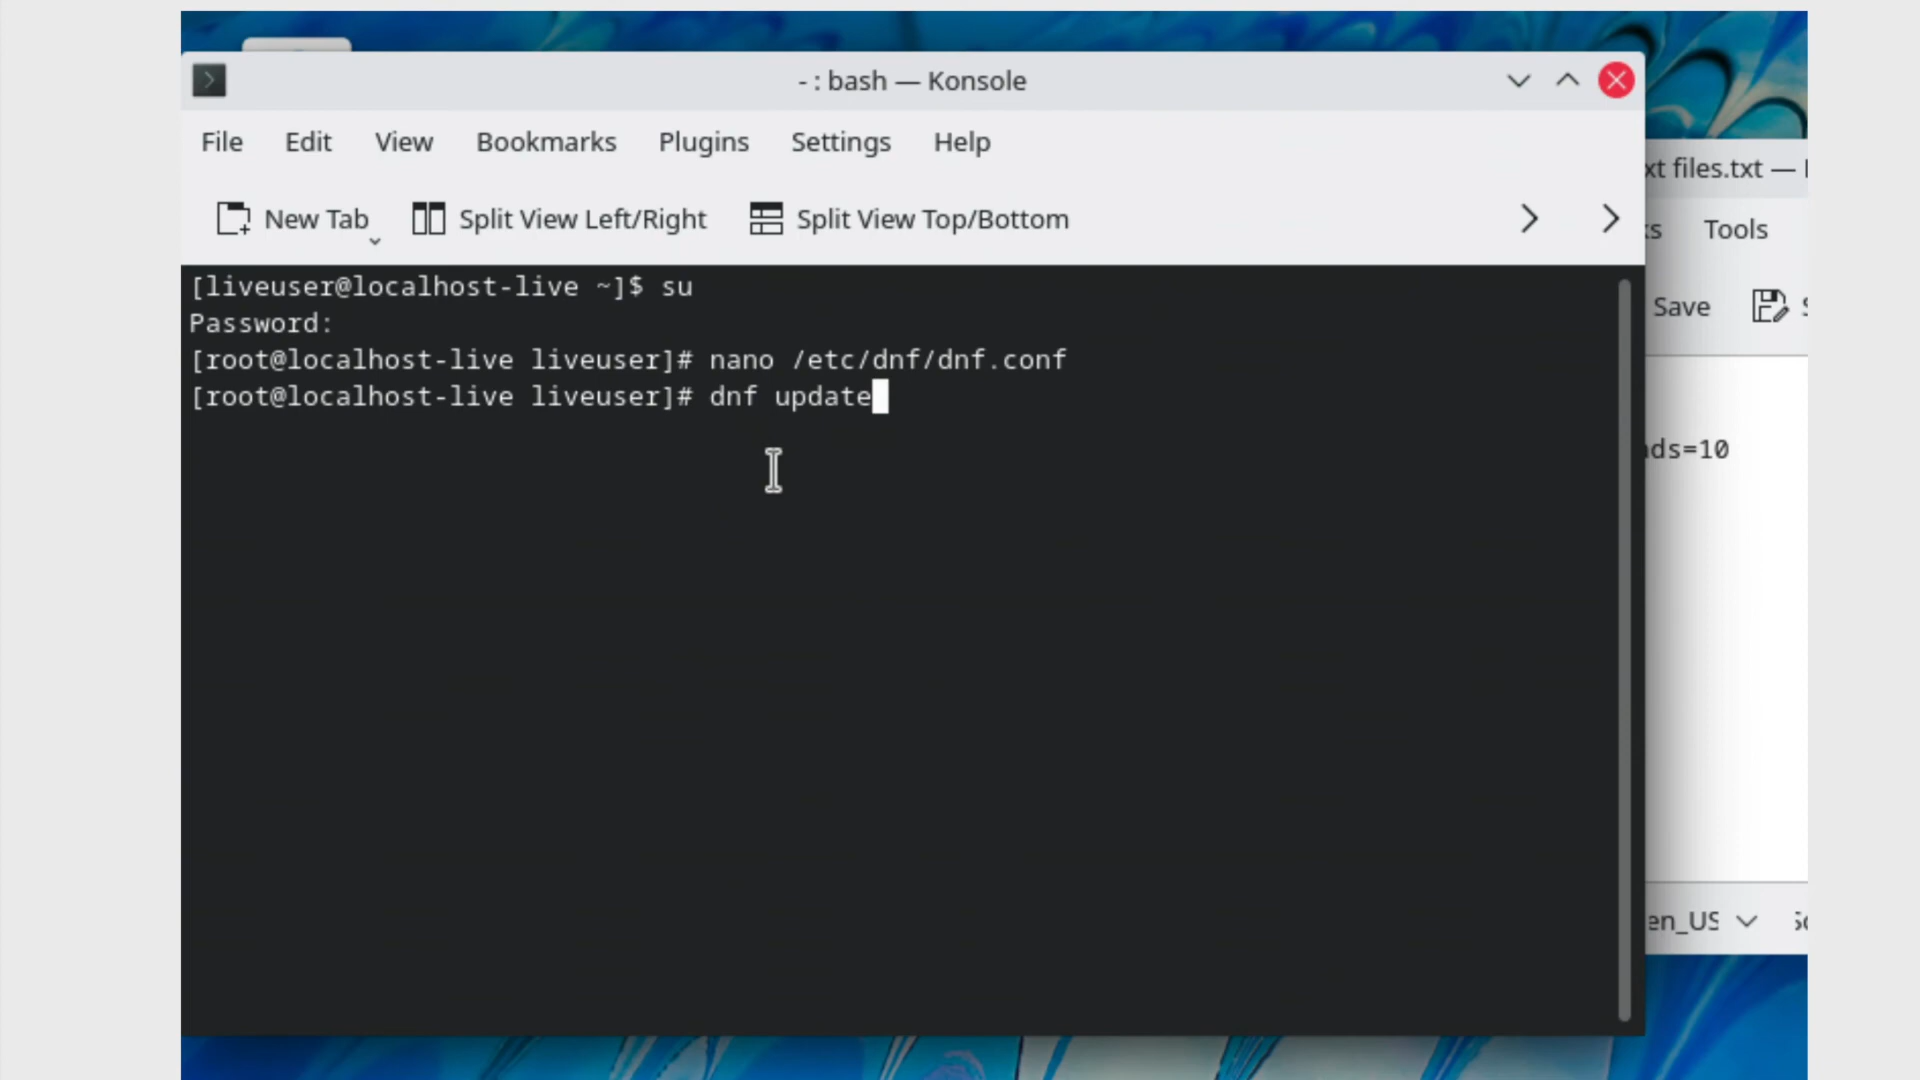 - : bash — Konsole
File Edit View Bookmarks Plugins Settings Help
New Tab Split View Left/Right Split View Top/Bottom
[liveuser@localhost-live ~]$ su
Password:
[root@localhost-live liveuser]# nano /etc/dnf/dnf.conf
[root@localhost-live liveuser]# dnf update
files.txt —
Tools
Save
=10
en_US